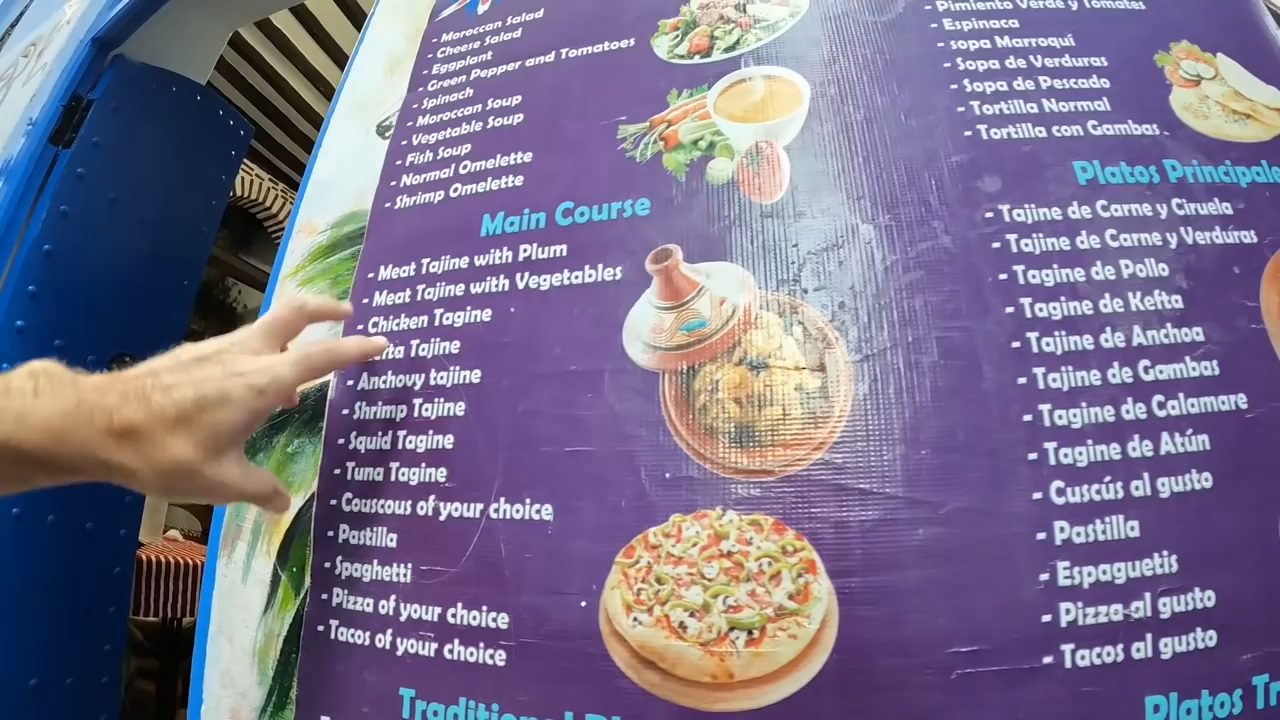 - Moroccan Salad
- Cheese Salad
- Eggplant
- Green Pepper and Tomatoes
- Spinach
- Moroccan Soup
- Vegetable Soup
- Fish Soup
- Normal Omelette
- Shrimp Omelette
Main Course
- Meat Tajine with Plum
- Meat Tajine with Vegetables
- Chicken Tagine
Tajine
- Anchovy tajine
- Shrimp Tajine
- Squid Tagine
- Tuna Tagine
- Couscous of your choice
- Pastilla
- Spaghetti
- Pizza of your choice
- Tacos of your choice
Traditional
- Pimiento Verde y Tomates
- Espinaca
- sopa Marroquí
- Sopa de Verduras
- Sopa de Pescado
- Tortilla Normal
- Tortilla con Gambas
Platos Principale
- Tajine de Carne y Ciruela
- Tajine de Carne y Verduras
- Tagine de Pollo
- Tagine de Kefta
- Tajine de Anchoa
- Tajine de Gambas
- Tagine de Calamare
- Tagine de Atún
- Cuscús al gusto
- Pastilla
- Espaguetis
- Pizza al gusto
- Tacos al gusto
Platos